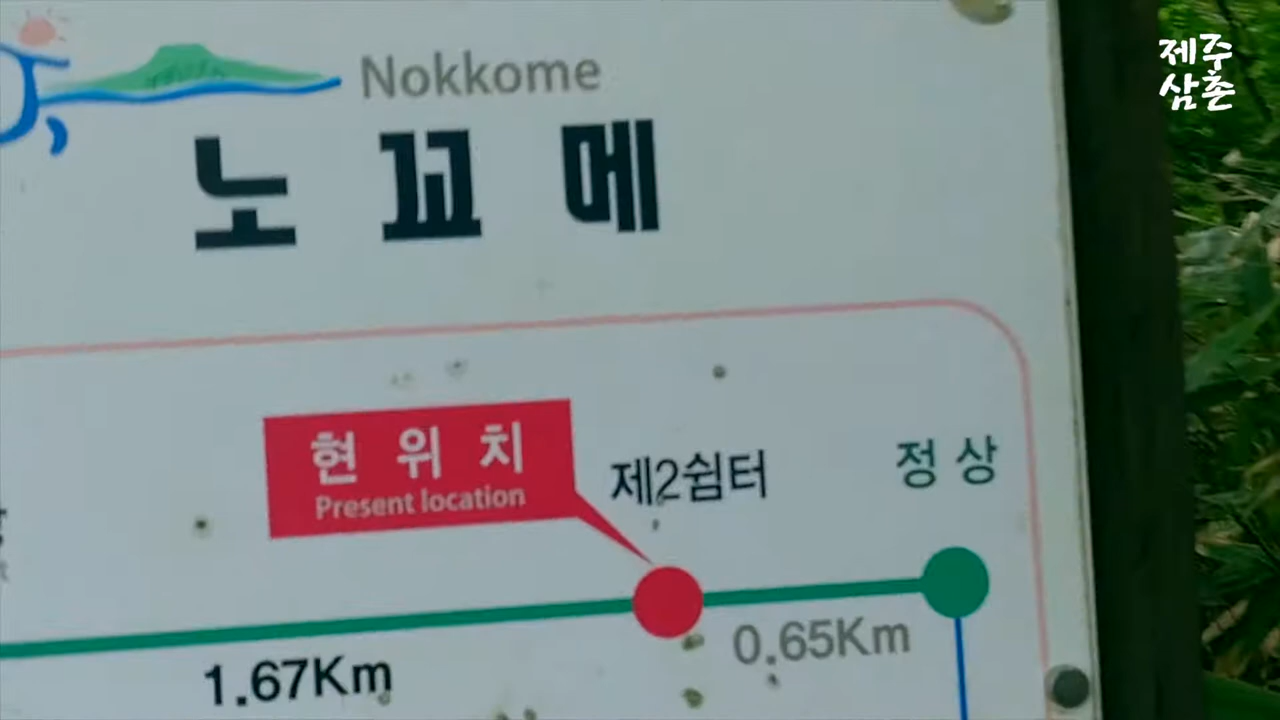 제주
삼촌
Nokkome
노꼬메
현위치
Present location
제2쉼터
정상
1.67Km
0.65Km